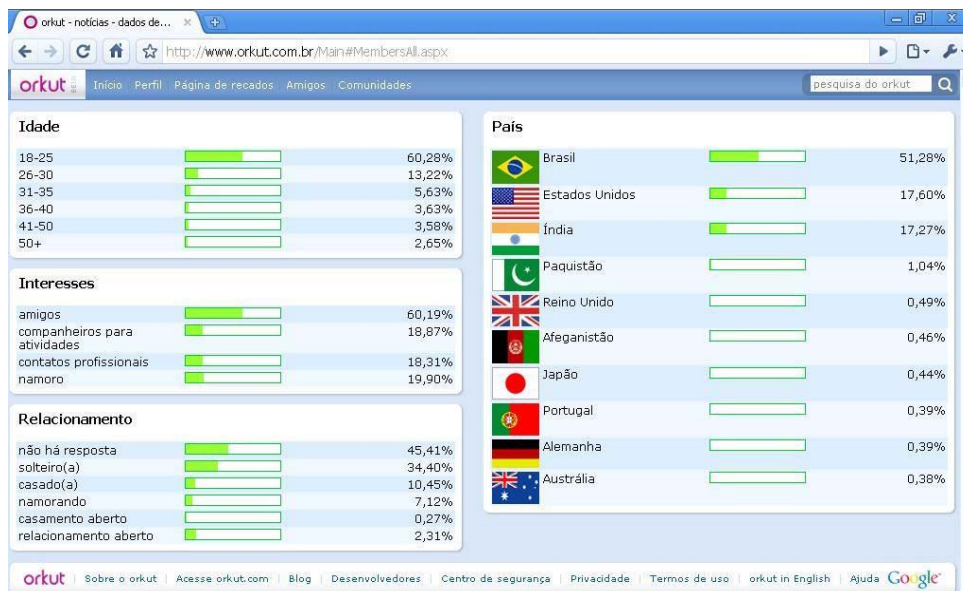 orkut - notícias - dados de...
http://www.orkut.com.br/Main#MembersAll.aspx
orkut Início Perfil Página de recados Amigos Comunidades pesquisa do orkut
Idade
18-25 60,28%
26-30 13,22%
31-35 5,63%
36-40 3,63%
41-50 3,58%
50+ 2,65%
Interesses
amigos 60,19%
companheiros para 18,87%
atividades
contatos profissionais 18,31%
namoro 19,90%
Relacionamento
não há resposta 45,41%
solteiro(a) 34,40%
casado(a) 10,45%
namorando 7,12%
casamento aberto 0,27%
relacionamento aberto 2,31%
País
Brasil 51,28%
Estados Unidos 17,60%
Índia 17,27%
Paquistão 1,04%
Reino Unido 0,49%
Afeganistão 0,46%
Japão 0,44%
Portugal 0,39%
Alemanha 0,39%
Austrália 0,38%
orkut Sobre o orkut Acesse orkut.com Blog Desenvolvedores Centro de segurança Privacidade Termos de uso orkut in English Ajuda Google